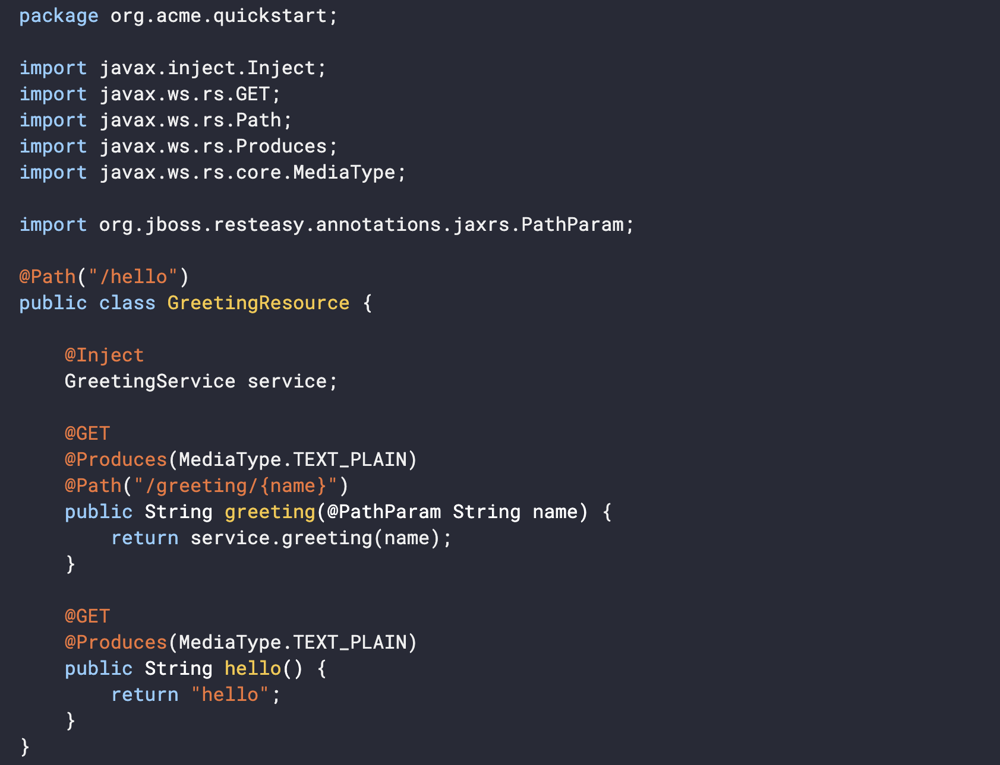 package org.acme.quickstart;
import javax.inject.Inject;
import javax.ws.rs.GET;
import javax.ws.rs.Path;
import javax.ws.rs.Produces;
import javax.ws.rs.core.MediaType;
import org.jboss.resteasy.annotations.jaxrs.PathParam;
@Path("/hello")
public class GreetingResource {
    @Inject
    GreetingService service;
    @GET
    @Produces(MediaType.TEXT_PLAIN)
    @Path("/greeting/{name}")
    public String greeting(@PathParam String name) {
        return service.greeting(name);
    }
    @GET
    @Produces(MediaType.TEXT_PLAIN)
    public String hello() {
        return "hello";
    }
}